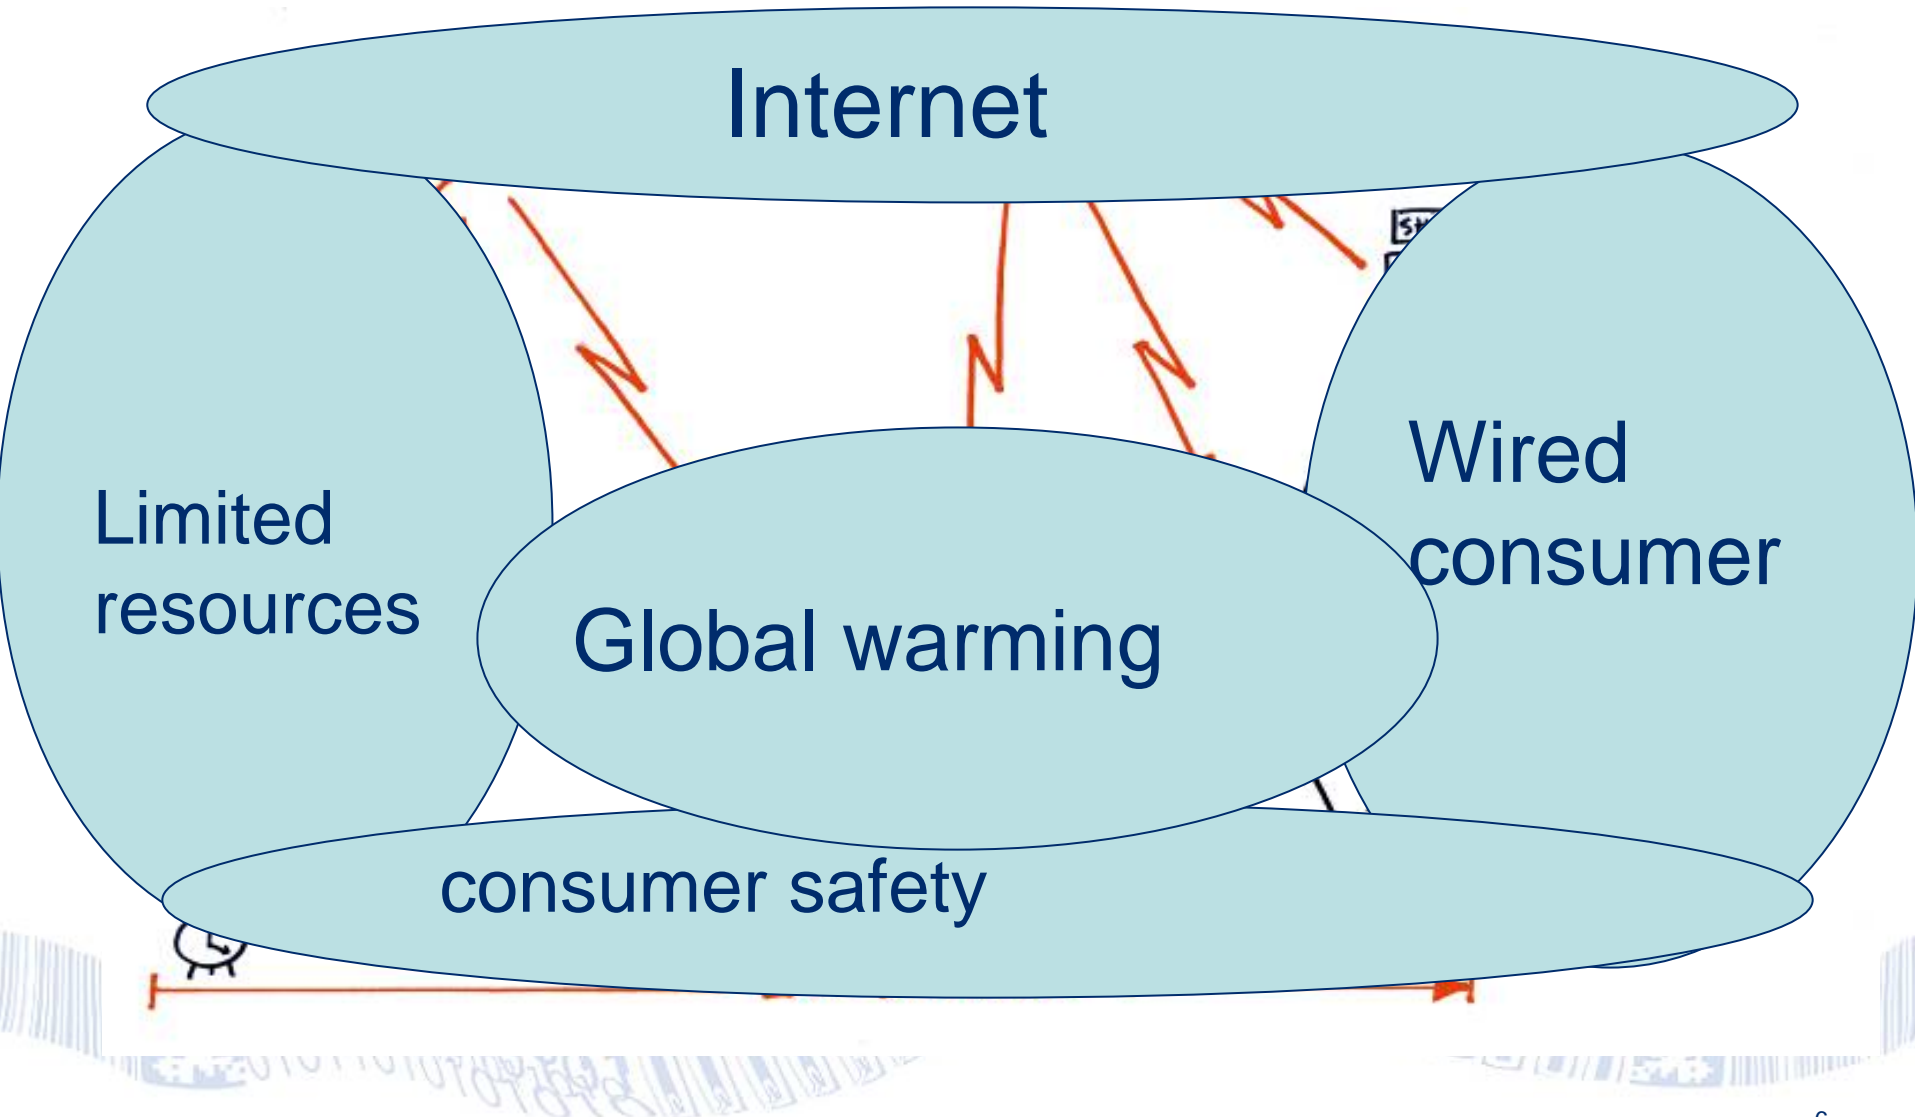 Internet
Wired
consumer
Limited
resources
Global warming
consumer safety